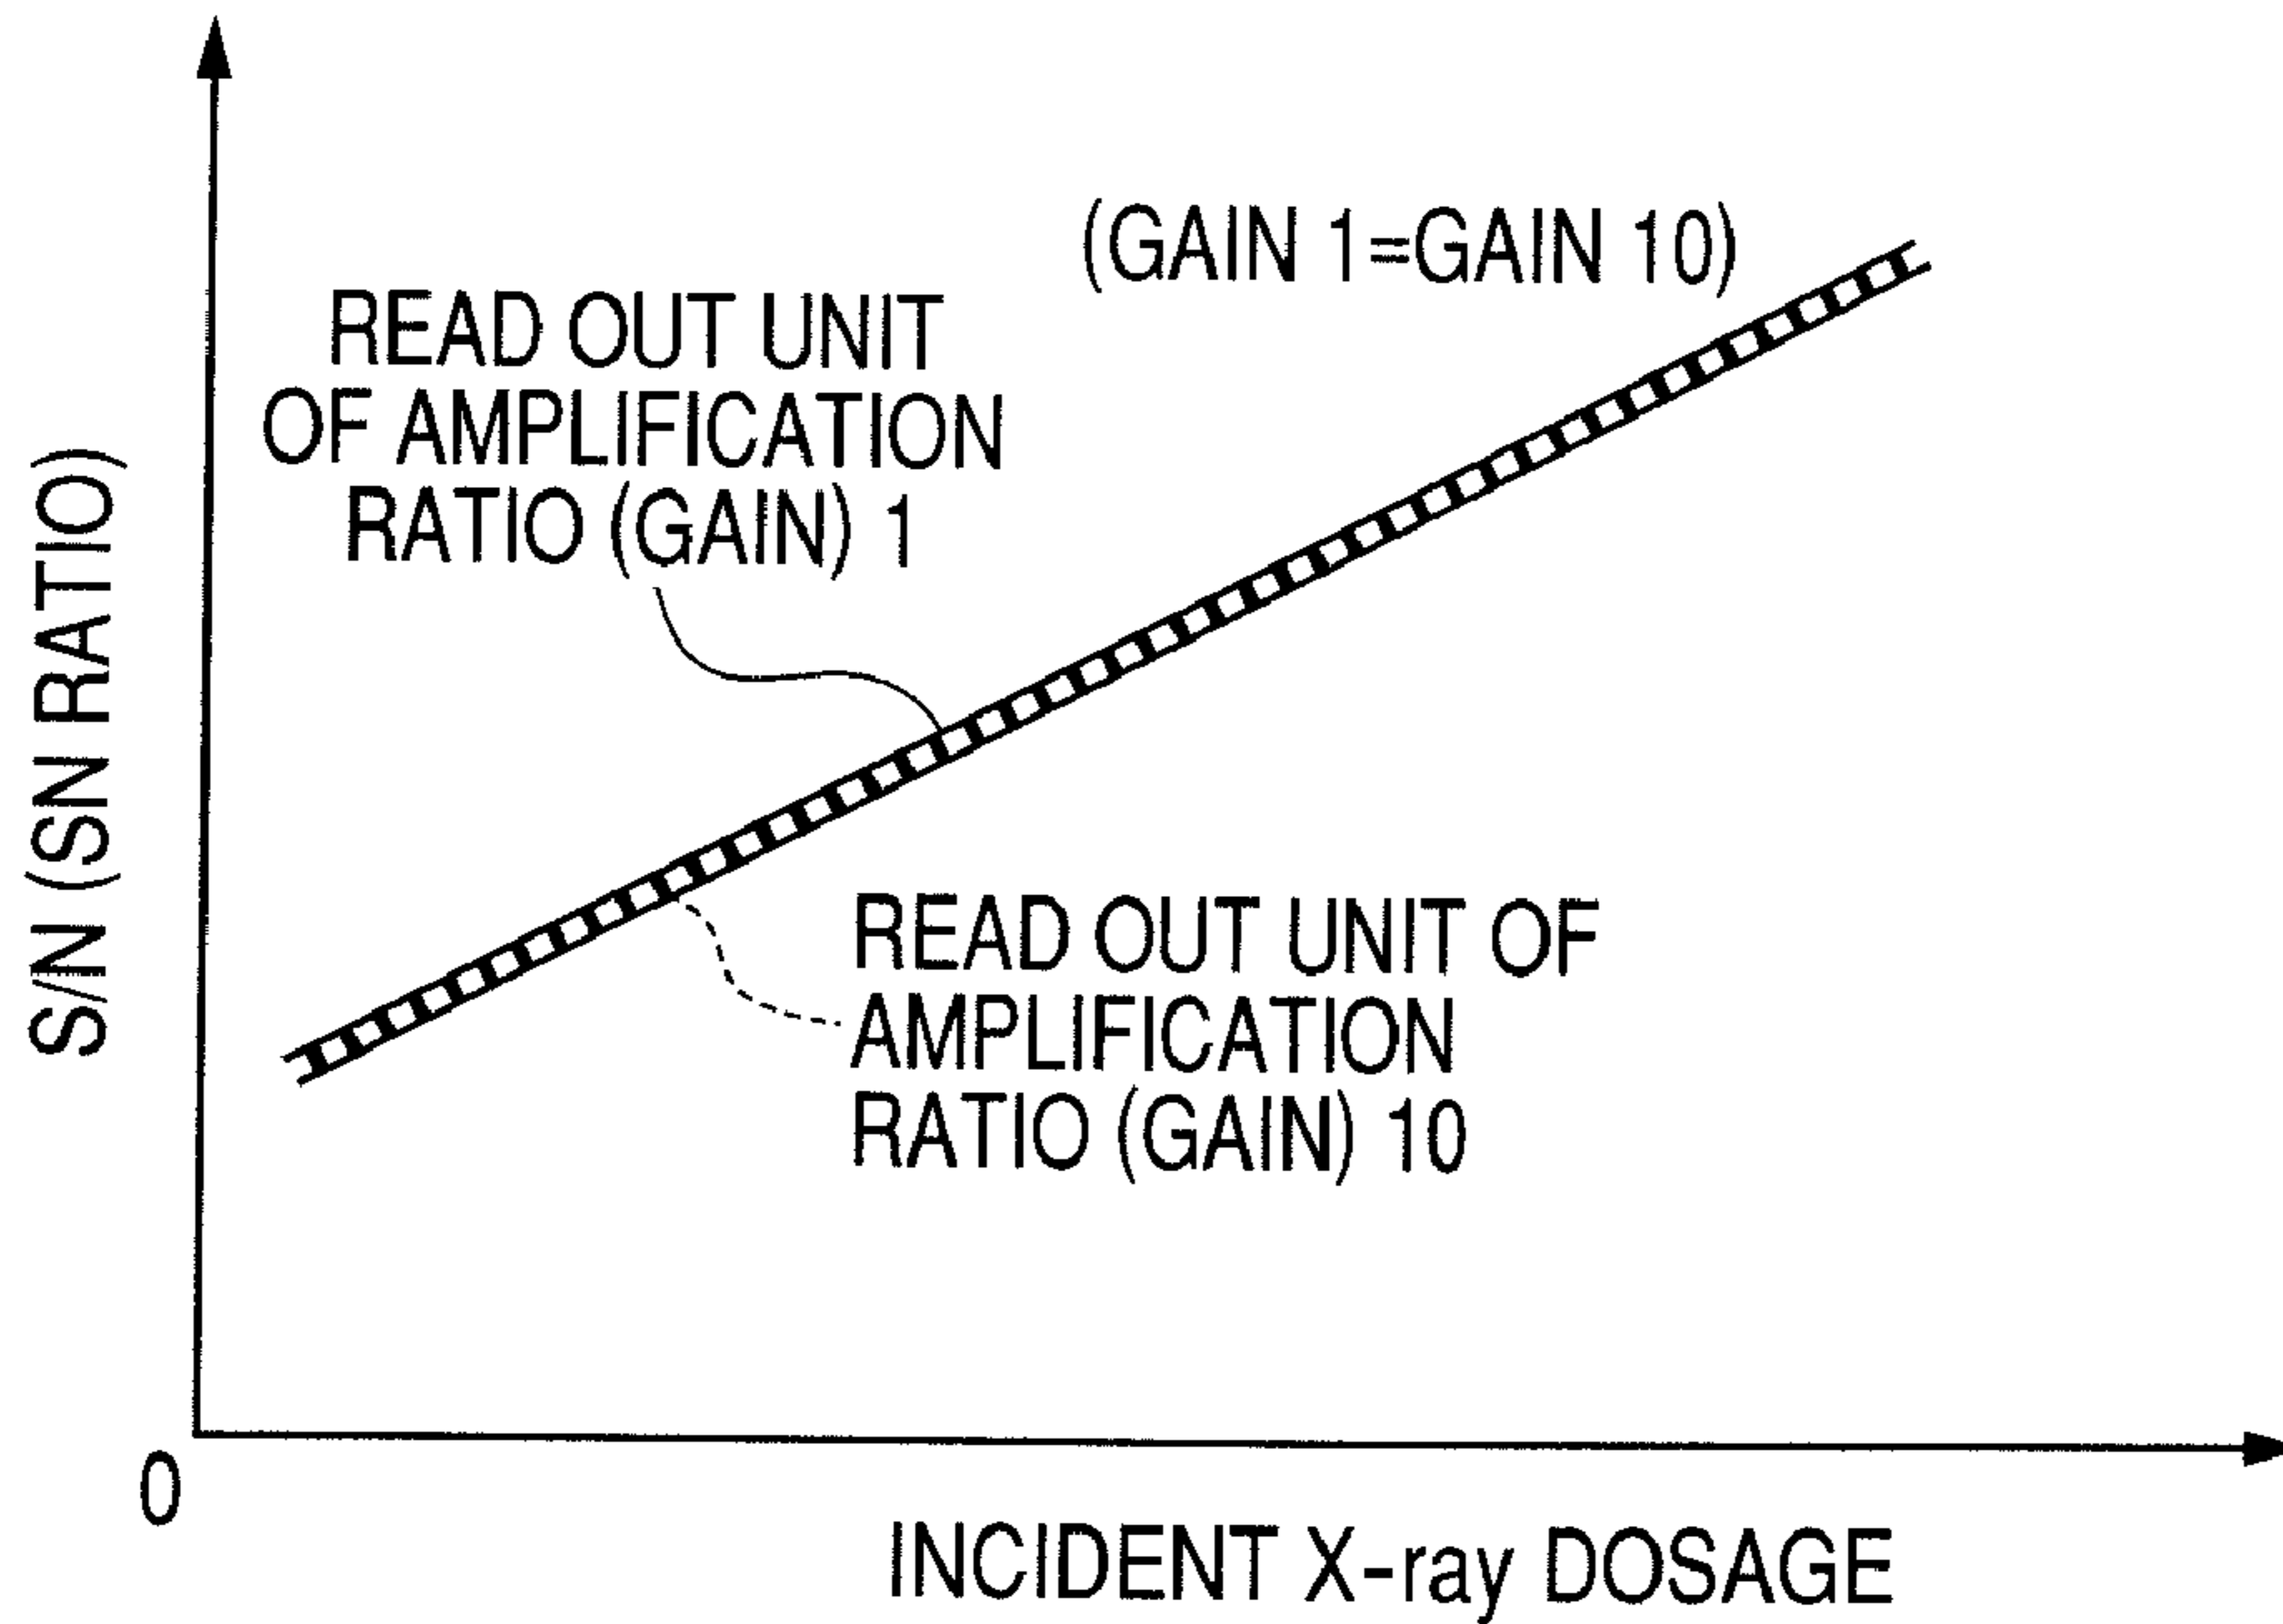 (GAIN 1=GAIN 10)
READ OUT UNIT
OF AMPLIFICATION
RATIO (GAIN) 1
S/N (SN RATIO)
READ OUT UNIT OF
AMPLIFICATION
RATIO (GAIN) 10
0
INCIDENT X-ray DOSAGE